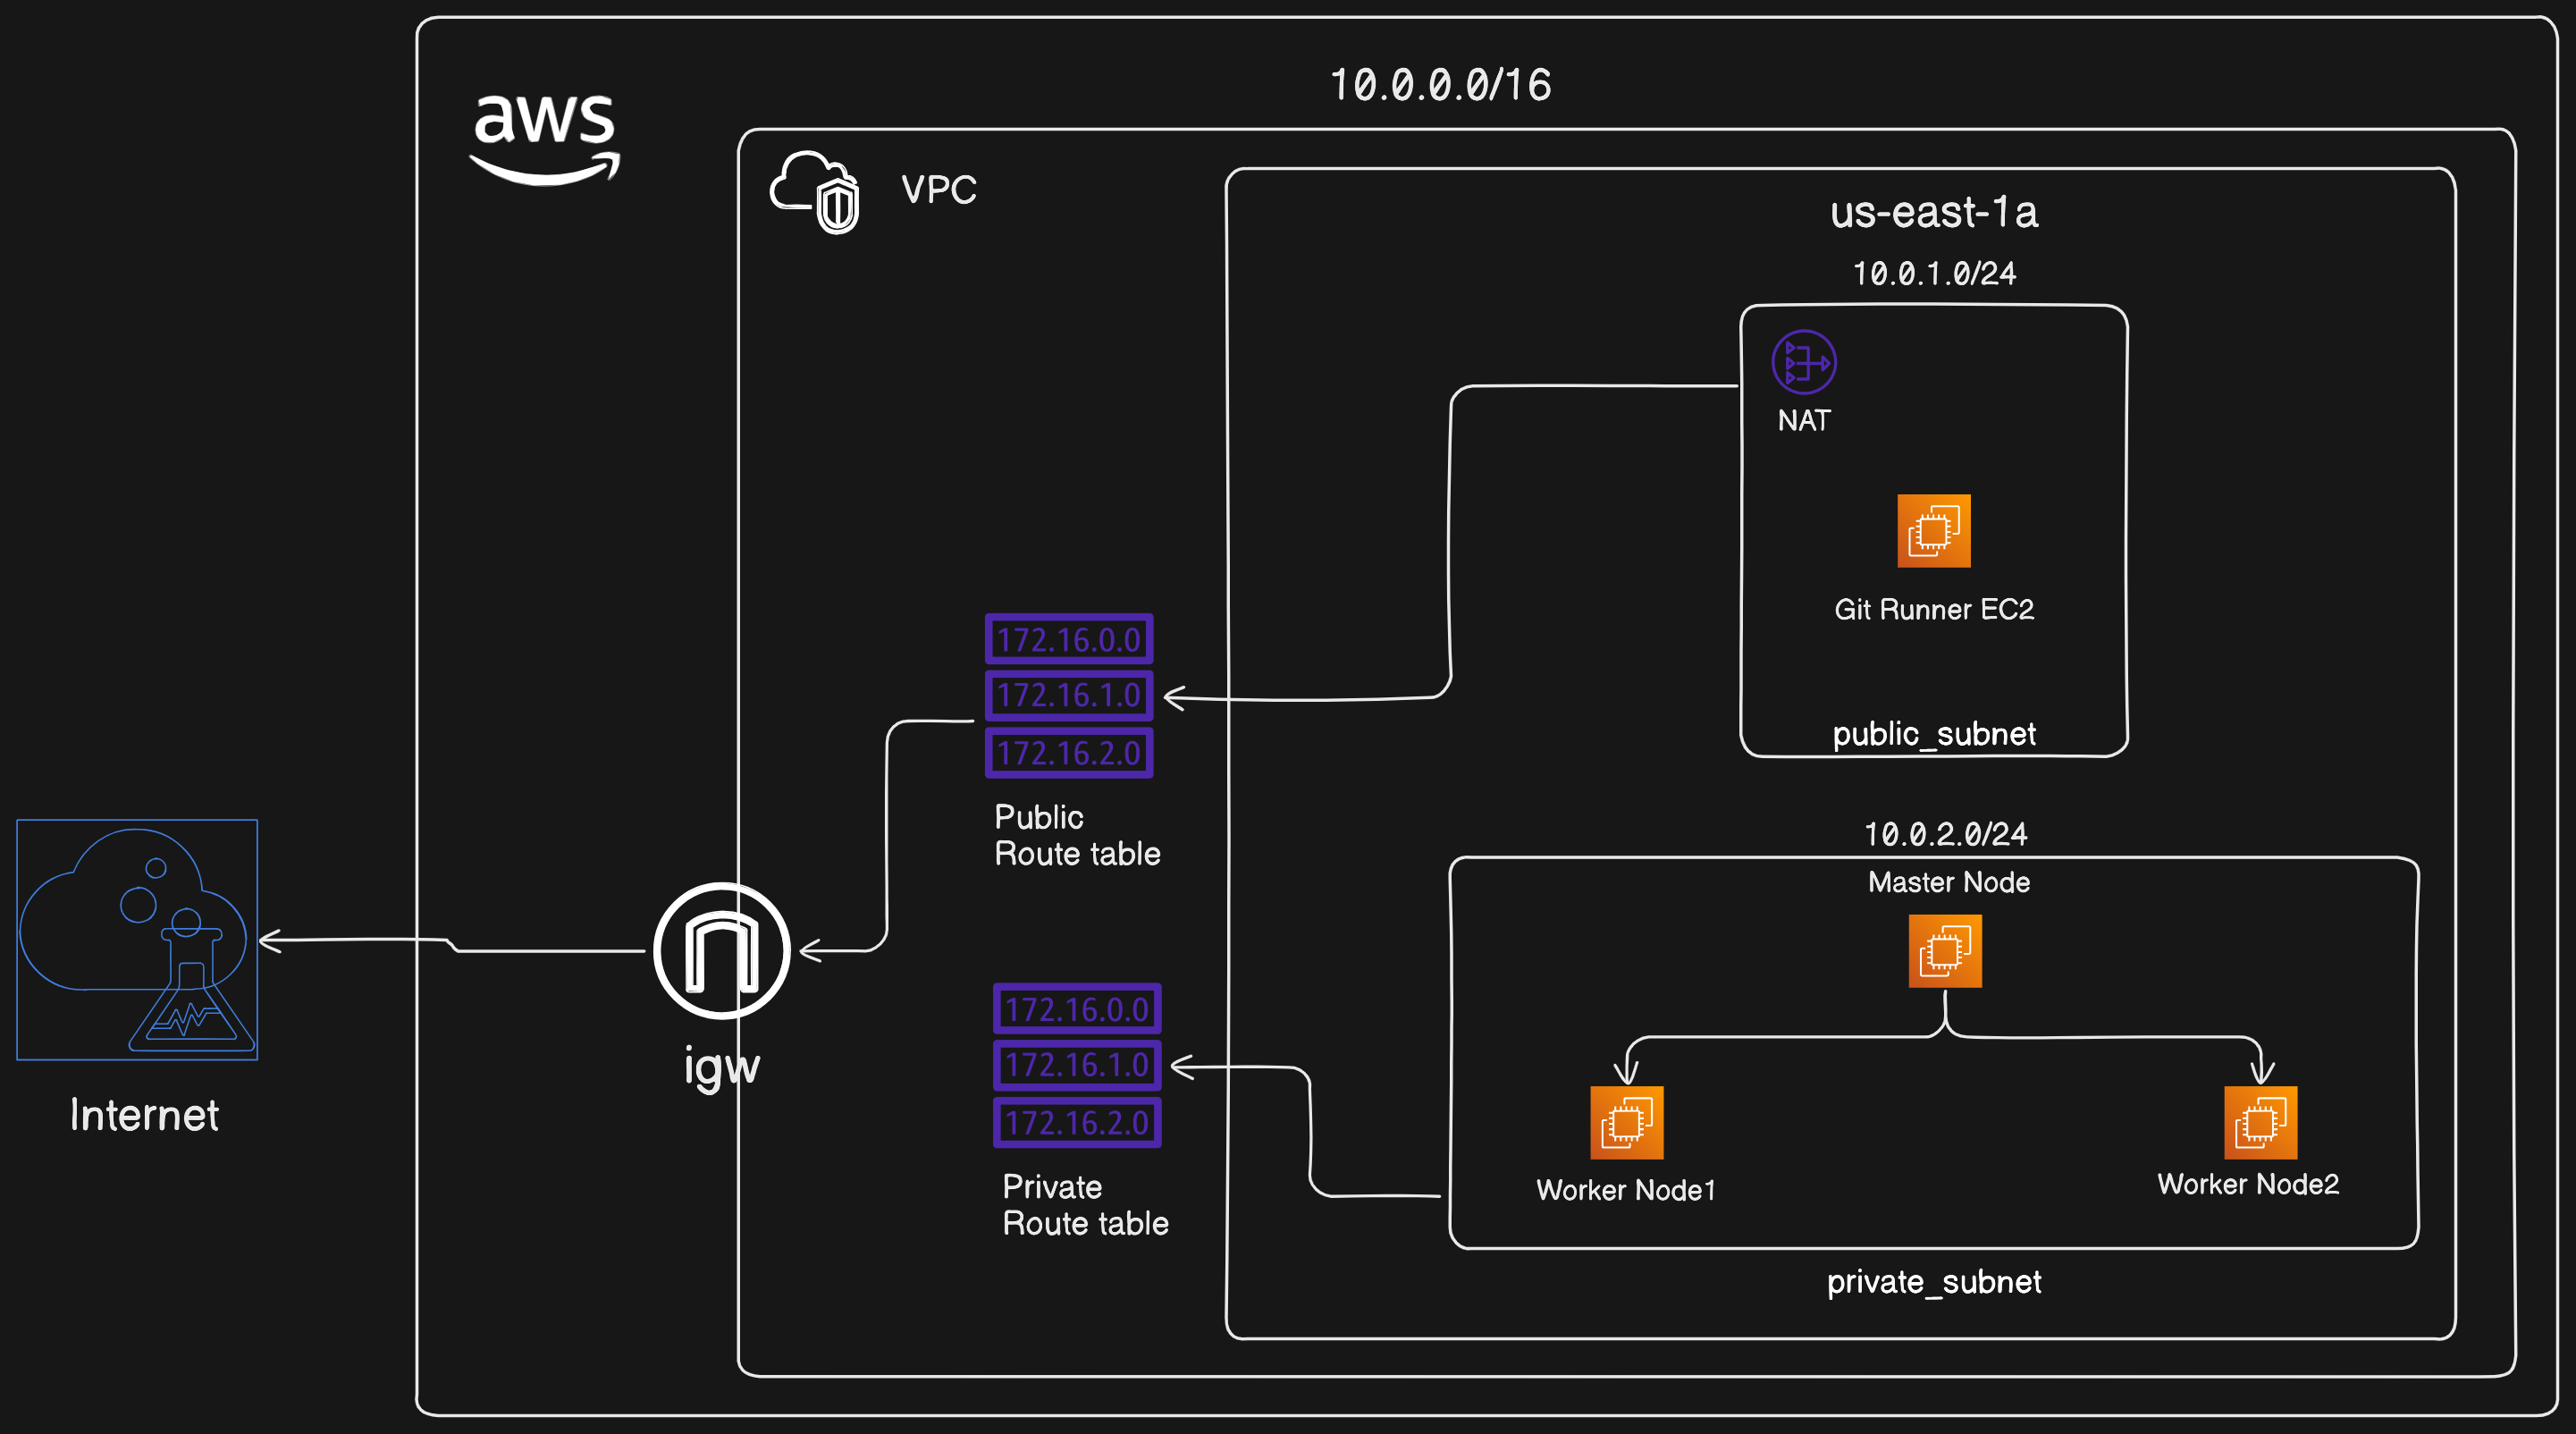 10.0.0.0/16
aws
VPC
us-east-1a
10.0.1.0/24
NAT
Git Runner EC2
public_subnet
172.16.0.0
172.16.1.0
172.16.2.0
Public
Route table
10.0.2.0/24
Master Node
Worker Node1
Worker Node2
private_subnet
172.16.0.0
172.16.1.0
172.16.2.0
Private
Route table
igw
Internet